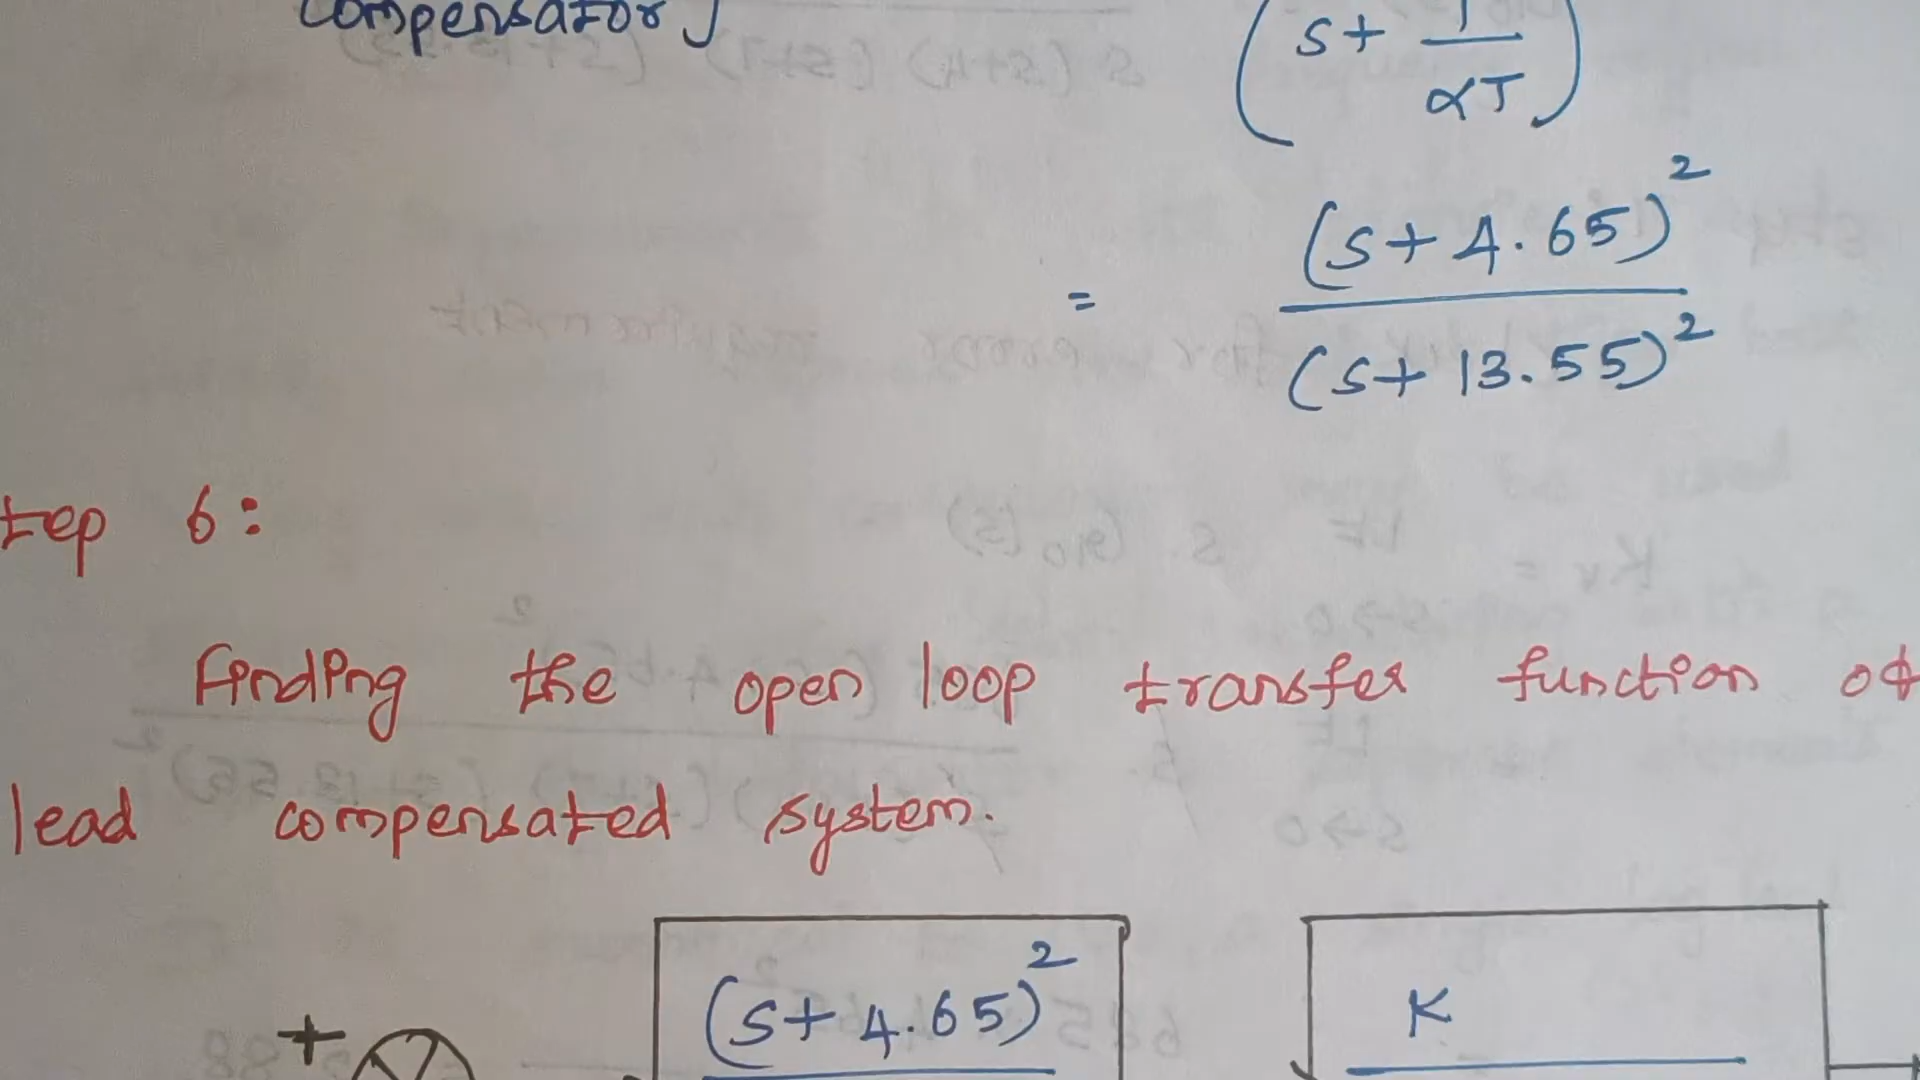 compensator)
(s + 1/αT)
= (s + 4.65)² / (s + 13.55)²
tep 6:
Finding the open loop transfer function of
lead compensated system.
+
(s + 4.65)²
K